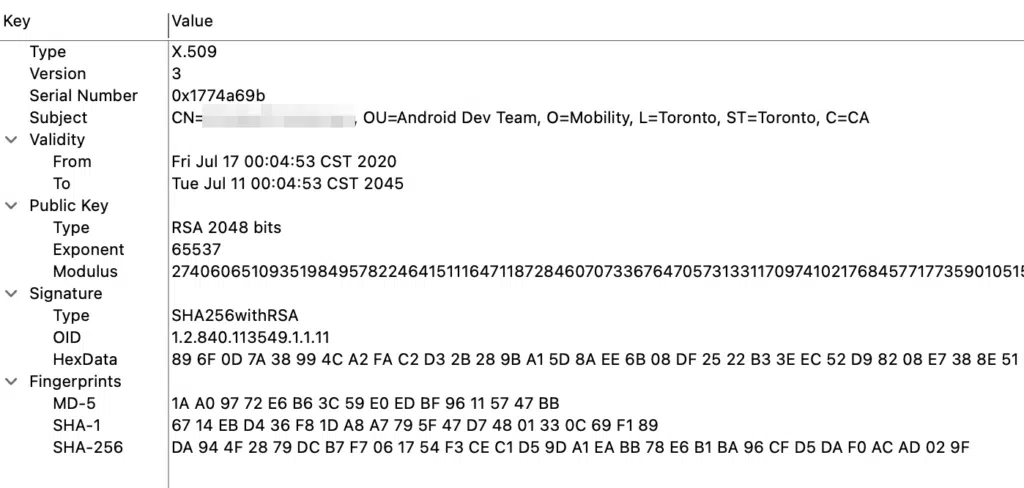 Key Value
Type X.509
Version 3
Serial Number 0x1774a69b
Subject CN= , OU=Android Dev Team, O=Mobility, L=Toronto, ST=Toronto, C=CA
Validity
From Fri Jul 17 00:04:53 CST 2020
To Tue Jul 11 00:04:53 CST 2045
Public Key
Type RSA 2048 bits
Exponent 65537
Modulus 274060651093519849578224641511164711872846070733676470573133117097410217684577177359010515
Signature
Type SHA256withRSA
OID 1.2.840.113549.1.1.11
HexData 89 6F 0D 7A 38 99 4C A2 FA C2 D3 2B 28 9B A1 5D 8A EE 6B 08 DF 25 22 B3 3E EC 52 D9 82 08 E7 38 8E 51
Fingerprints
MD-5 1A A0 97 72 E6 B6 3C 59 E0 ED BF 96 11 57 47 BB
SHA-1 67 14 EB D4 36 F8 1D A8 A7 79 5F 47 D7 48 01 33 0C 69 F1 89
SHA-256 DA 94 4F 28 79 DC B7 F7 06 17 54 F3 CE C1 D5 9D A1 EA BB 78 E6 B1 BA 96 CF D5 DA F0 AC AD 02 9F